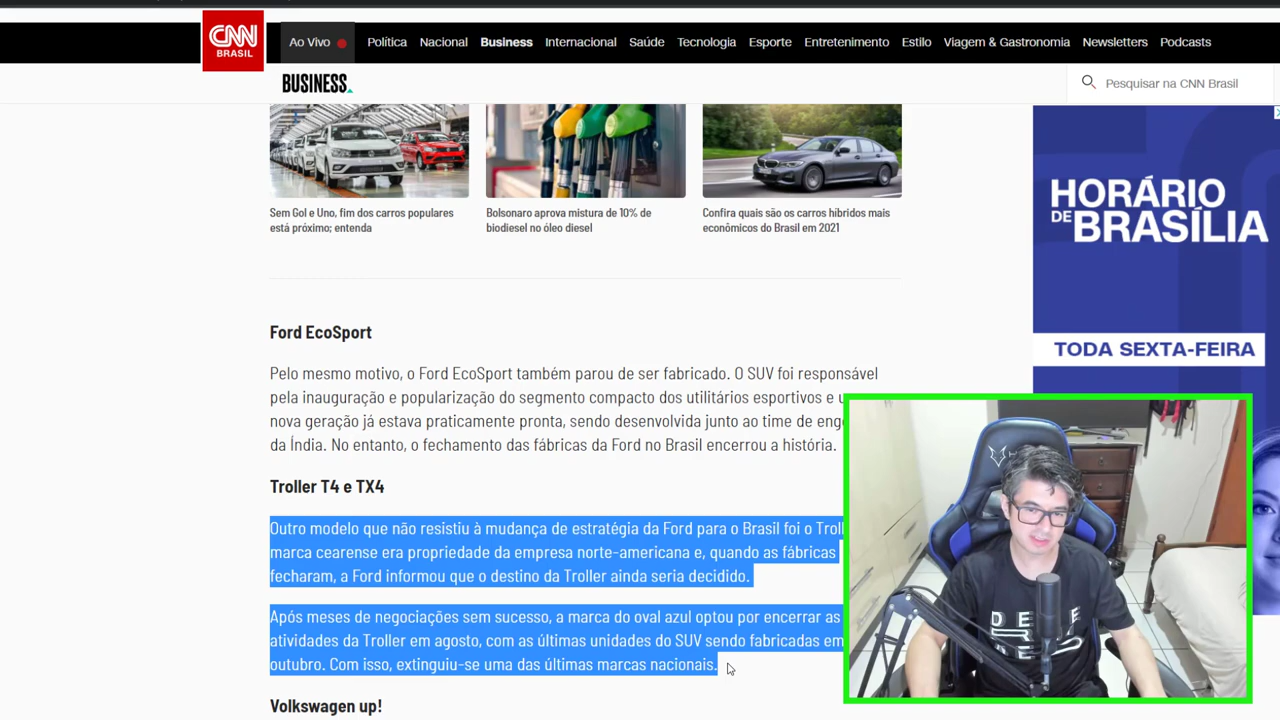 CNN
BRASIL
Ao Vivo
Política
Nacional
Business
Internacional
Saúde
Tecnologia
Esporte
Entretenimento
Estilo
Viagem & Gastronomia
Newsletters
Podcasts
BUSINESS
Pesquisar na CNN Brasil
Sem Gol e Uno, fim dos carros populares
está próximo; entenda
Bolsonaro aprova mistura de 10% de
biodiesel no óleo diesel
Confira quais são os carros híbridos mais
econômicos do Brasil em 2021
HORÁRIO
DE BRASÍLIA
TODA SEXTA-FEIRA
Ford EcoSport
Pelo mesmo motivo, o Ford EcoSport também parou de ser fabricado. O SUV foi responsável
pela inauguração e popularização do segmento compacto dos utilitários esportivos e
nova geração já estava praticamente pronta, sendo desenvolvida junto ao time de
da Índia. No entanto, o fechamento das fábricas da Ford no Brasil encerrou a história.
Troller T4 e TX4
Outro modelo que não resistiu à mudança de estratégia da Ford para o Brasil foi o
marca cearense era propriedade da empresa norte-americana e, quando as fábricas
fecharam, a Ford informou que o destino da Troller ainda seria decidido.
Após meses de negociações sem sucesso, a marca do oval azul optou por encerrar as
atividades da Troller em agosto, com as últimas unidades do SUV sendo fabricadas em
outubro. Com isso, extinguiu-se uma das últimas marcas nacionais.
Volkswagen up!